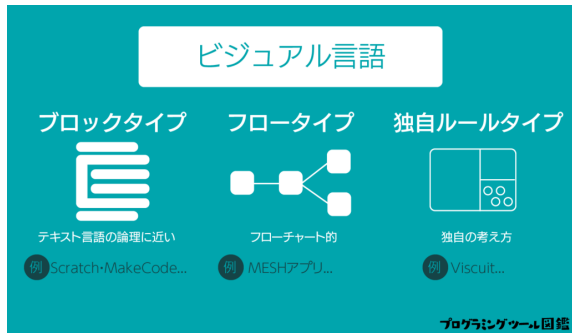 ビジュアル言語
ブロックタイプ
フロータイプ
独自ルールタイプ
テキスト言語の論理に近い
フローチャート的
独自の考え方
例 Scratch・MakeCode...
例 MESHアプリ...
例 Viscuit...
プログラミングツール図鑑